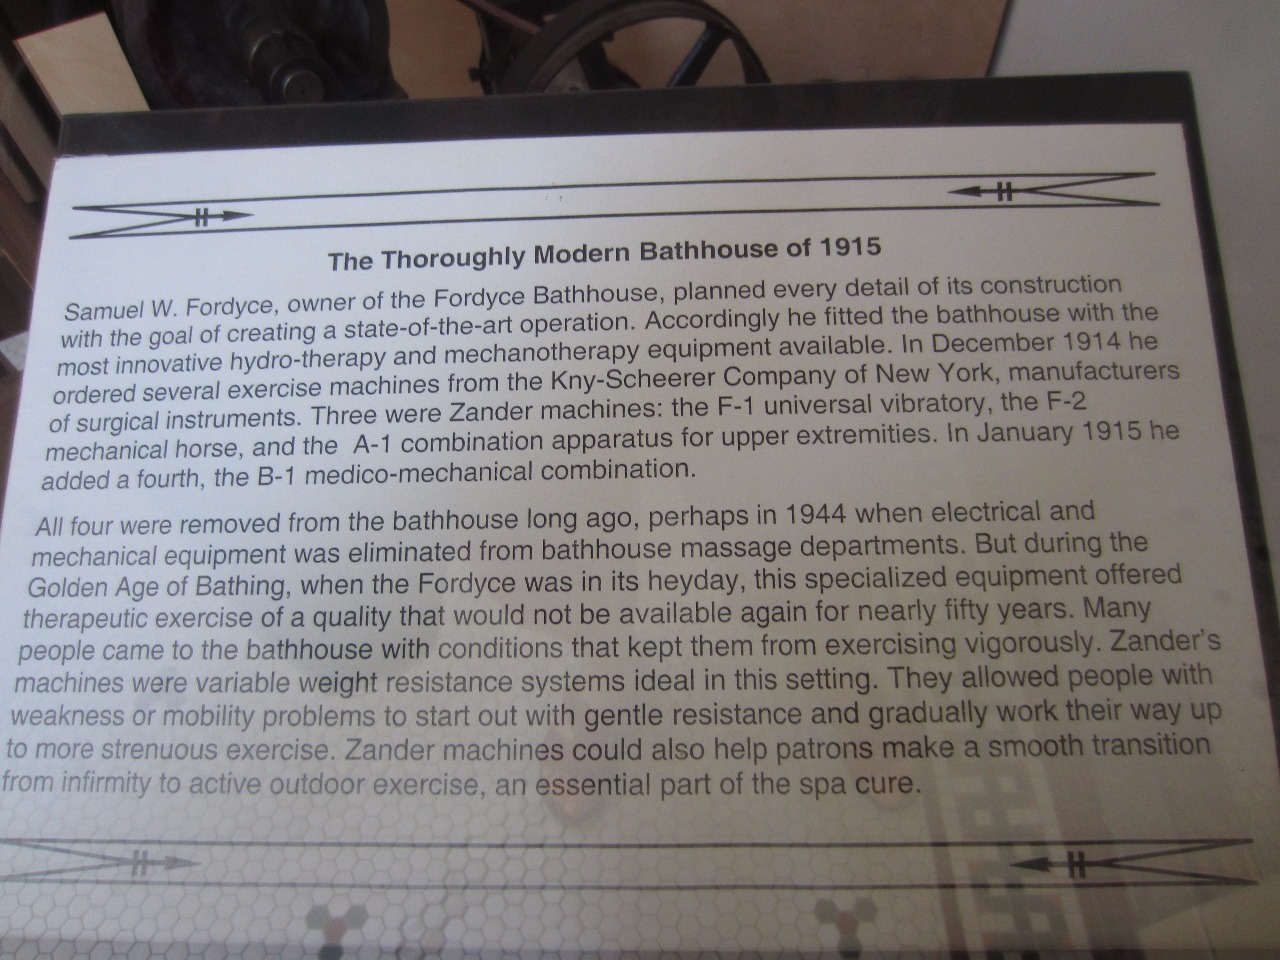 The Thoroughly Modern Bathhouse of 1915
Samuel W. Fordyce, owner of the Fordyce Bathhouse, planned every detail of its construction
with the goal of creating a state-of-the-art operation. Accordingly he fitted the bathhouse with the
most innovative hydro-therapy and mechanotherapy equipment available. In December 1914 he
ordered several exercise machines from the Kny-Scheerer Company of New York, manufacturers
of surgical instruments. Three were Zander machines: the F-1 universal vibratory, the F-2
mechanical horse, and the A-1 combination apparatus for upper extremities. In January 1915 he
added a fourth, the B-1 medico-mechanical combination.
All four were removed from the bathhouse long ago, perhaps in 1944 when electrical and
mechanical equipment was eliminated from bathhouse massage departments. But during the
Golden Age of Bathing, when the Fordyce was in its heyday, this specialized equipment offered
therapeutic exercise of a quality that would not be available again for nearly fifty years. Many
people came to the bathhouse with conditions that kept them from exercising vigorously. Zander's
machines were variable weight resistance systems ideal in this setting. They allowed people with
weakness or mobility problems to start out with gentle resistance and gradually work their way up
to more strenuous exercise. Zander machines could also help patrons make a smooth transition
from infirmity to active outdoor exercise, an essential part of the spa cure.